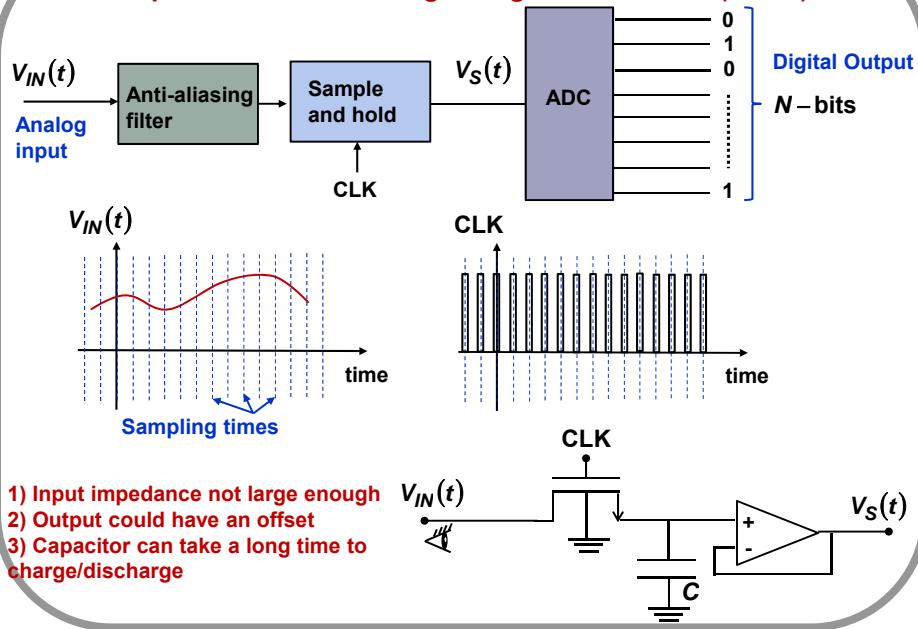 V_IN(t)
Analog
input
Anti-aliasing
filter
Sample
and hold
CLK
V_S(t)
ADC
0
1
0
1
Digital Output
N – bits
V_IN(t)
time
Sampling times
CLK
time
1) Input impedance not large enough
2) Output could have an offset
3) Capacitor can take a long time to
charge/discharge
V_IN(t)
CLK
C
+
-
V_S(t)